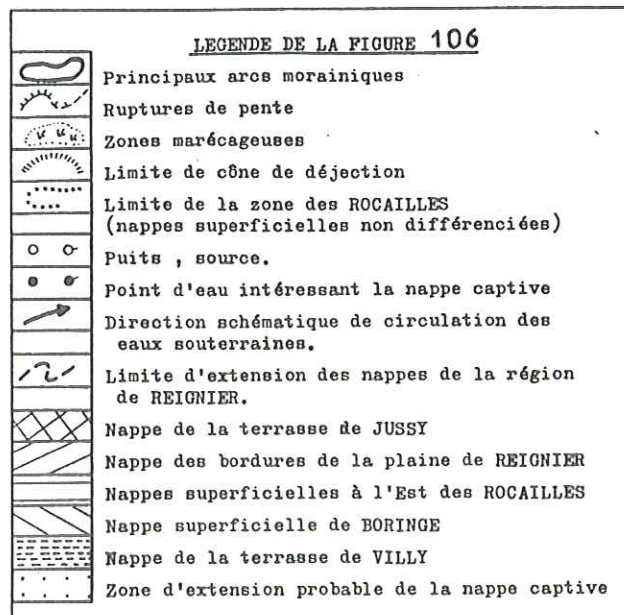 LEGENDE DE LA FIGURE 106
Principaux arcs morainiques
Ruptures de pente
Zones marécageuses
Limite de cône de déjection
Limite de la zone des ROCAILLES
(nappes superficielles non différenciées)
Puits , source.
Point d'eau intéressant la nappe captive
Direction schématique de circulation des
eaux souterraines.
Limite d'extension des nappes de la région
de REIGNIER.
Nappe de la terrasse de JUSSY
Nappe des bordures de la plaine de REIGNIER
Nappes superficielles à l'Est des ROCAILLES
Nappe superficielle de BORINGE
Nappe de la terrasse de VILLY
Zone d'extension probable de la nappe captive